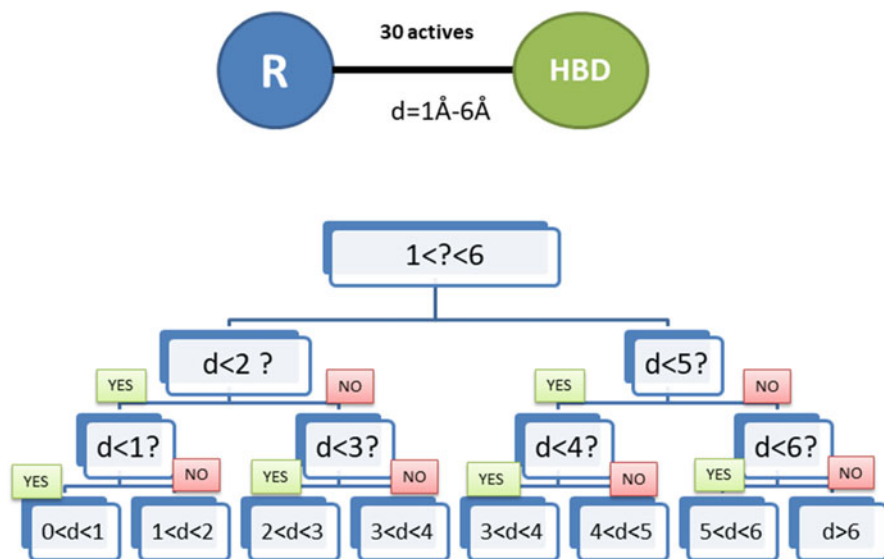 30 actives
R
HBD
d=1Å-6Å
1<?<6
d<2 ?
d<5?
YES
NO
YES
NO
d<1?
d<3?
d<4?
d<6?
YES
NO
YES
NO
YES
NO
YES
NO
0<d<1
1<d<2
2<d<3
3<d<4
3<d<4
4<d<5
5<d<6
d>6